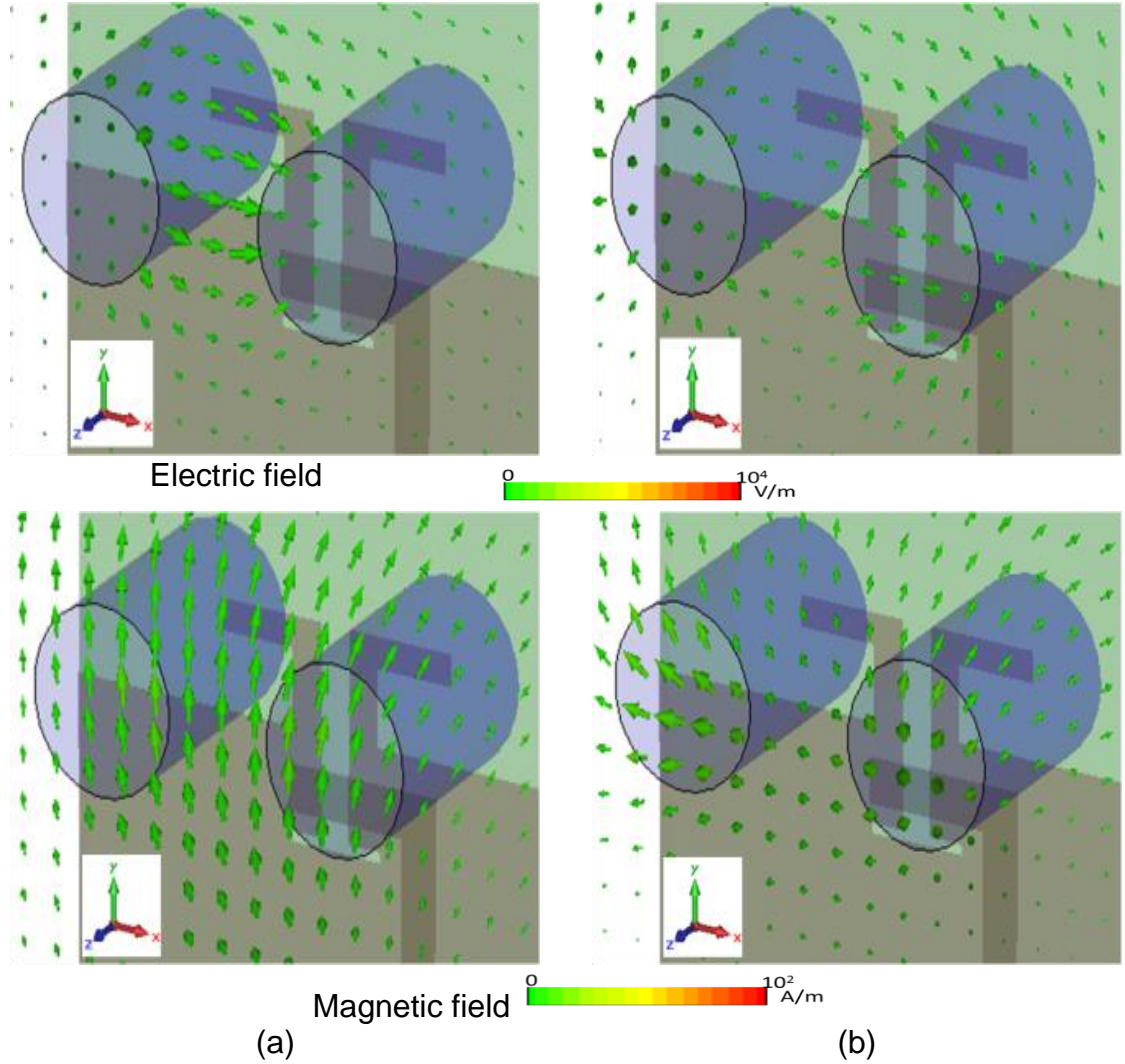 y
z
x
y
z
x
Electric field
0
10⁴
V/m
y
z
x
y
z
x
Magnetic field
0
10²
A/m
(a)
(b)